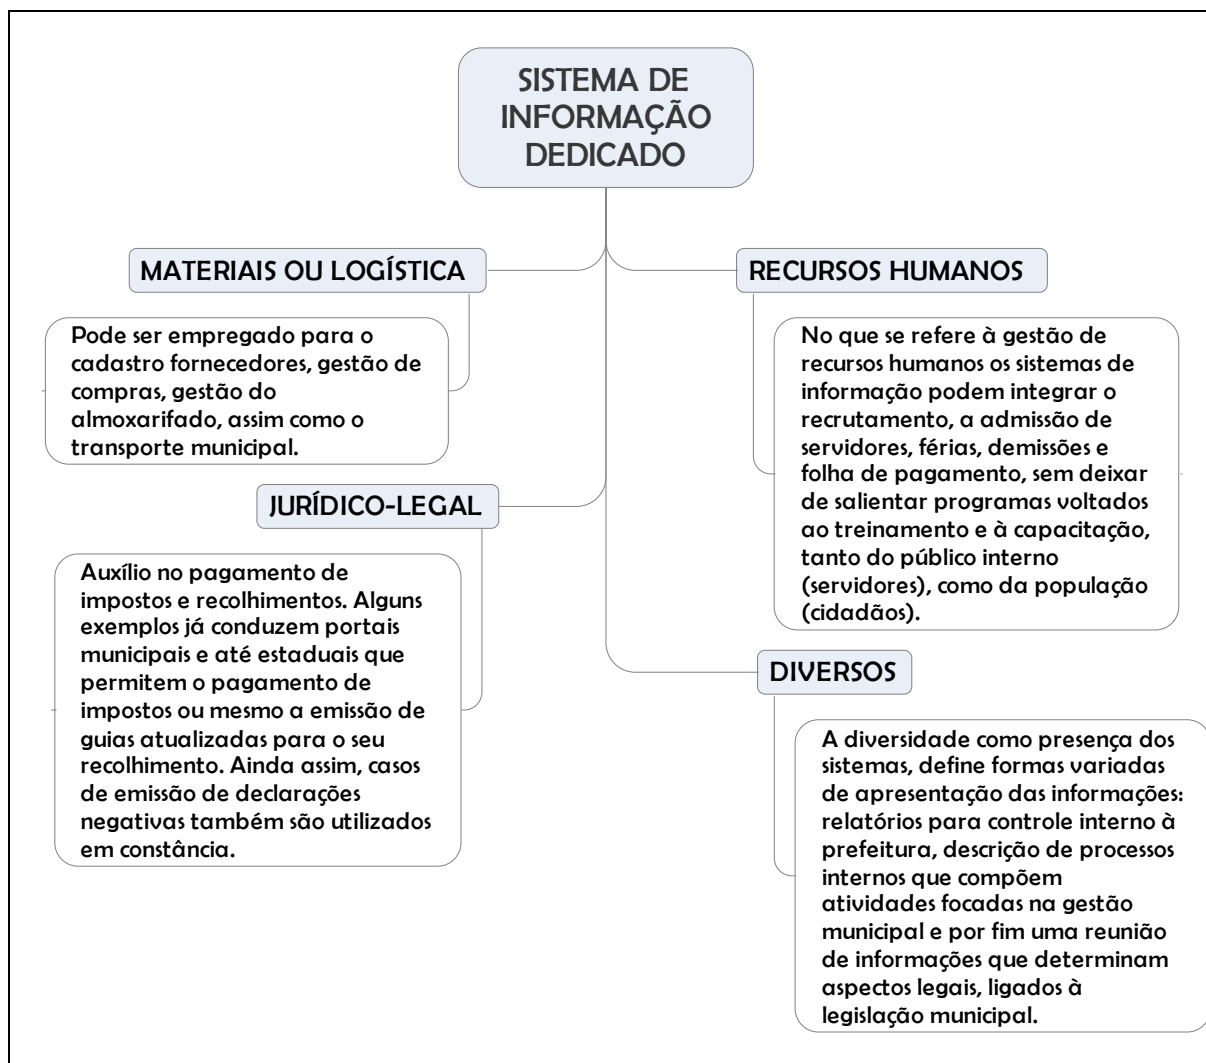 SISTEMA DE
INFORMAÇÃO
DEDICADO
MATERIAIS OU LOGÍSTICA
Pode ser empregado para o
cadastro fornecedores, gestão de
compras, gestão do
almoxarifado, assim como o
transporte municipal.
RECURSOS HUMANOS
No que se refere à gestão de
recursos humanos os sistemas de
informação podem integrar o
recrutamento, a admissão de
servidores, férias, demissões e
folha de pagamento, sem deixar
de salientar programas voltados
ao treinamento e à capacitação,
tanto do público interno
(servidores), como da população
(cidadãos).
JURÍDICO-LEGAL
Auxílio no pagamento de
impostos e recolhimentos. Alguns
exemplos já conduzem portais
municipais e até estaduais que
permitem o pagamento de
impostos ou mesmo a emissão de
guias atualizadas para o seu
recolhimento. Ainda assim, casos
de emissão de declarações
negativas também são utilizados
em constância.
DIVERSOS
A diversidade como presença dos
sistemas, define formas variadas
de apresentação das informações:
relatórios para controle interno à
prefeitura, descrição de processos
internos que compõem
atividades focadas na gestão
municipal e por fim uma reunião
de informações que determinam
aspectos legais, ligados à
legislação municipal.